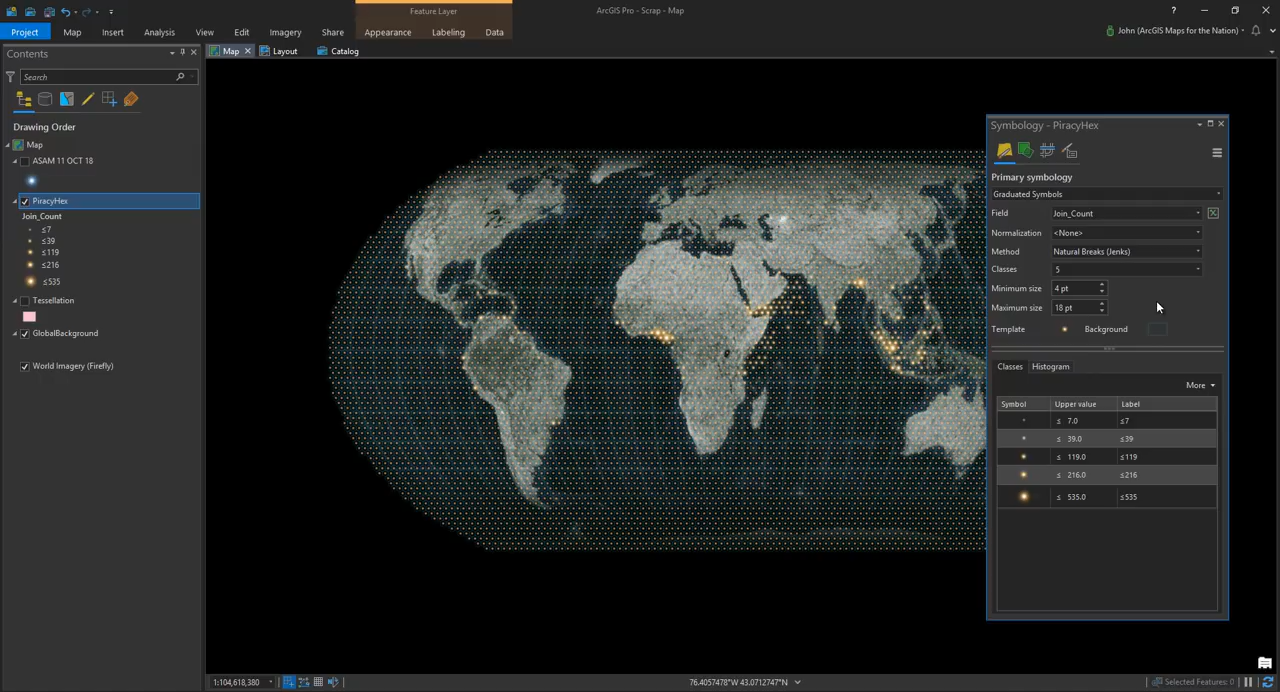 Feature Layer
ArcGIS Pro - Scrap - Map
?
Project Map Insert Analysis View Edit Imagery Share Appearance Labeling Data
John (ArcGIS Maps for the Nation)
Contents
Map Layout Catalog
Search
Drawing Order
Map
ASAM 11 OCT 18
PiracyHex
Join_Count
≤7
≤39
≤119
≤216
≤535
Tessellation
GlobalBackground
World Imagery (Firefly)
Symbology - PiracyHex
Primary symbology
Graduated Symbols
Field Join_Count
Normalization <None>
Method Natural Breaks (Jenks)
Classes 5
Minimum size 4 pt
Maximum size 18 pt
Template Background
Classes Histogram
More
Symbol Upper value Label
≤ 7.0 ≤7
≤ 39.0 ≤39
≤ 119.0 ≤119
≤ 216.0 ≤216
≤ 535.0 ≤535
1:104,618,380
76.4057478°W 43.0712747°N
Selected Features: 0